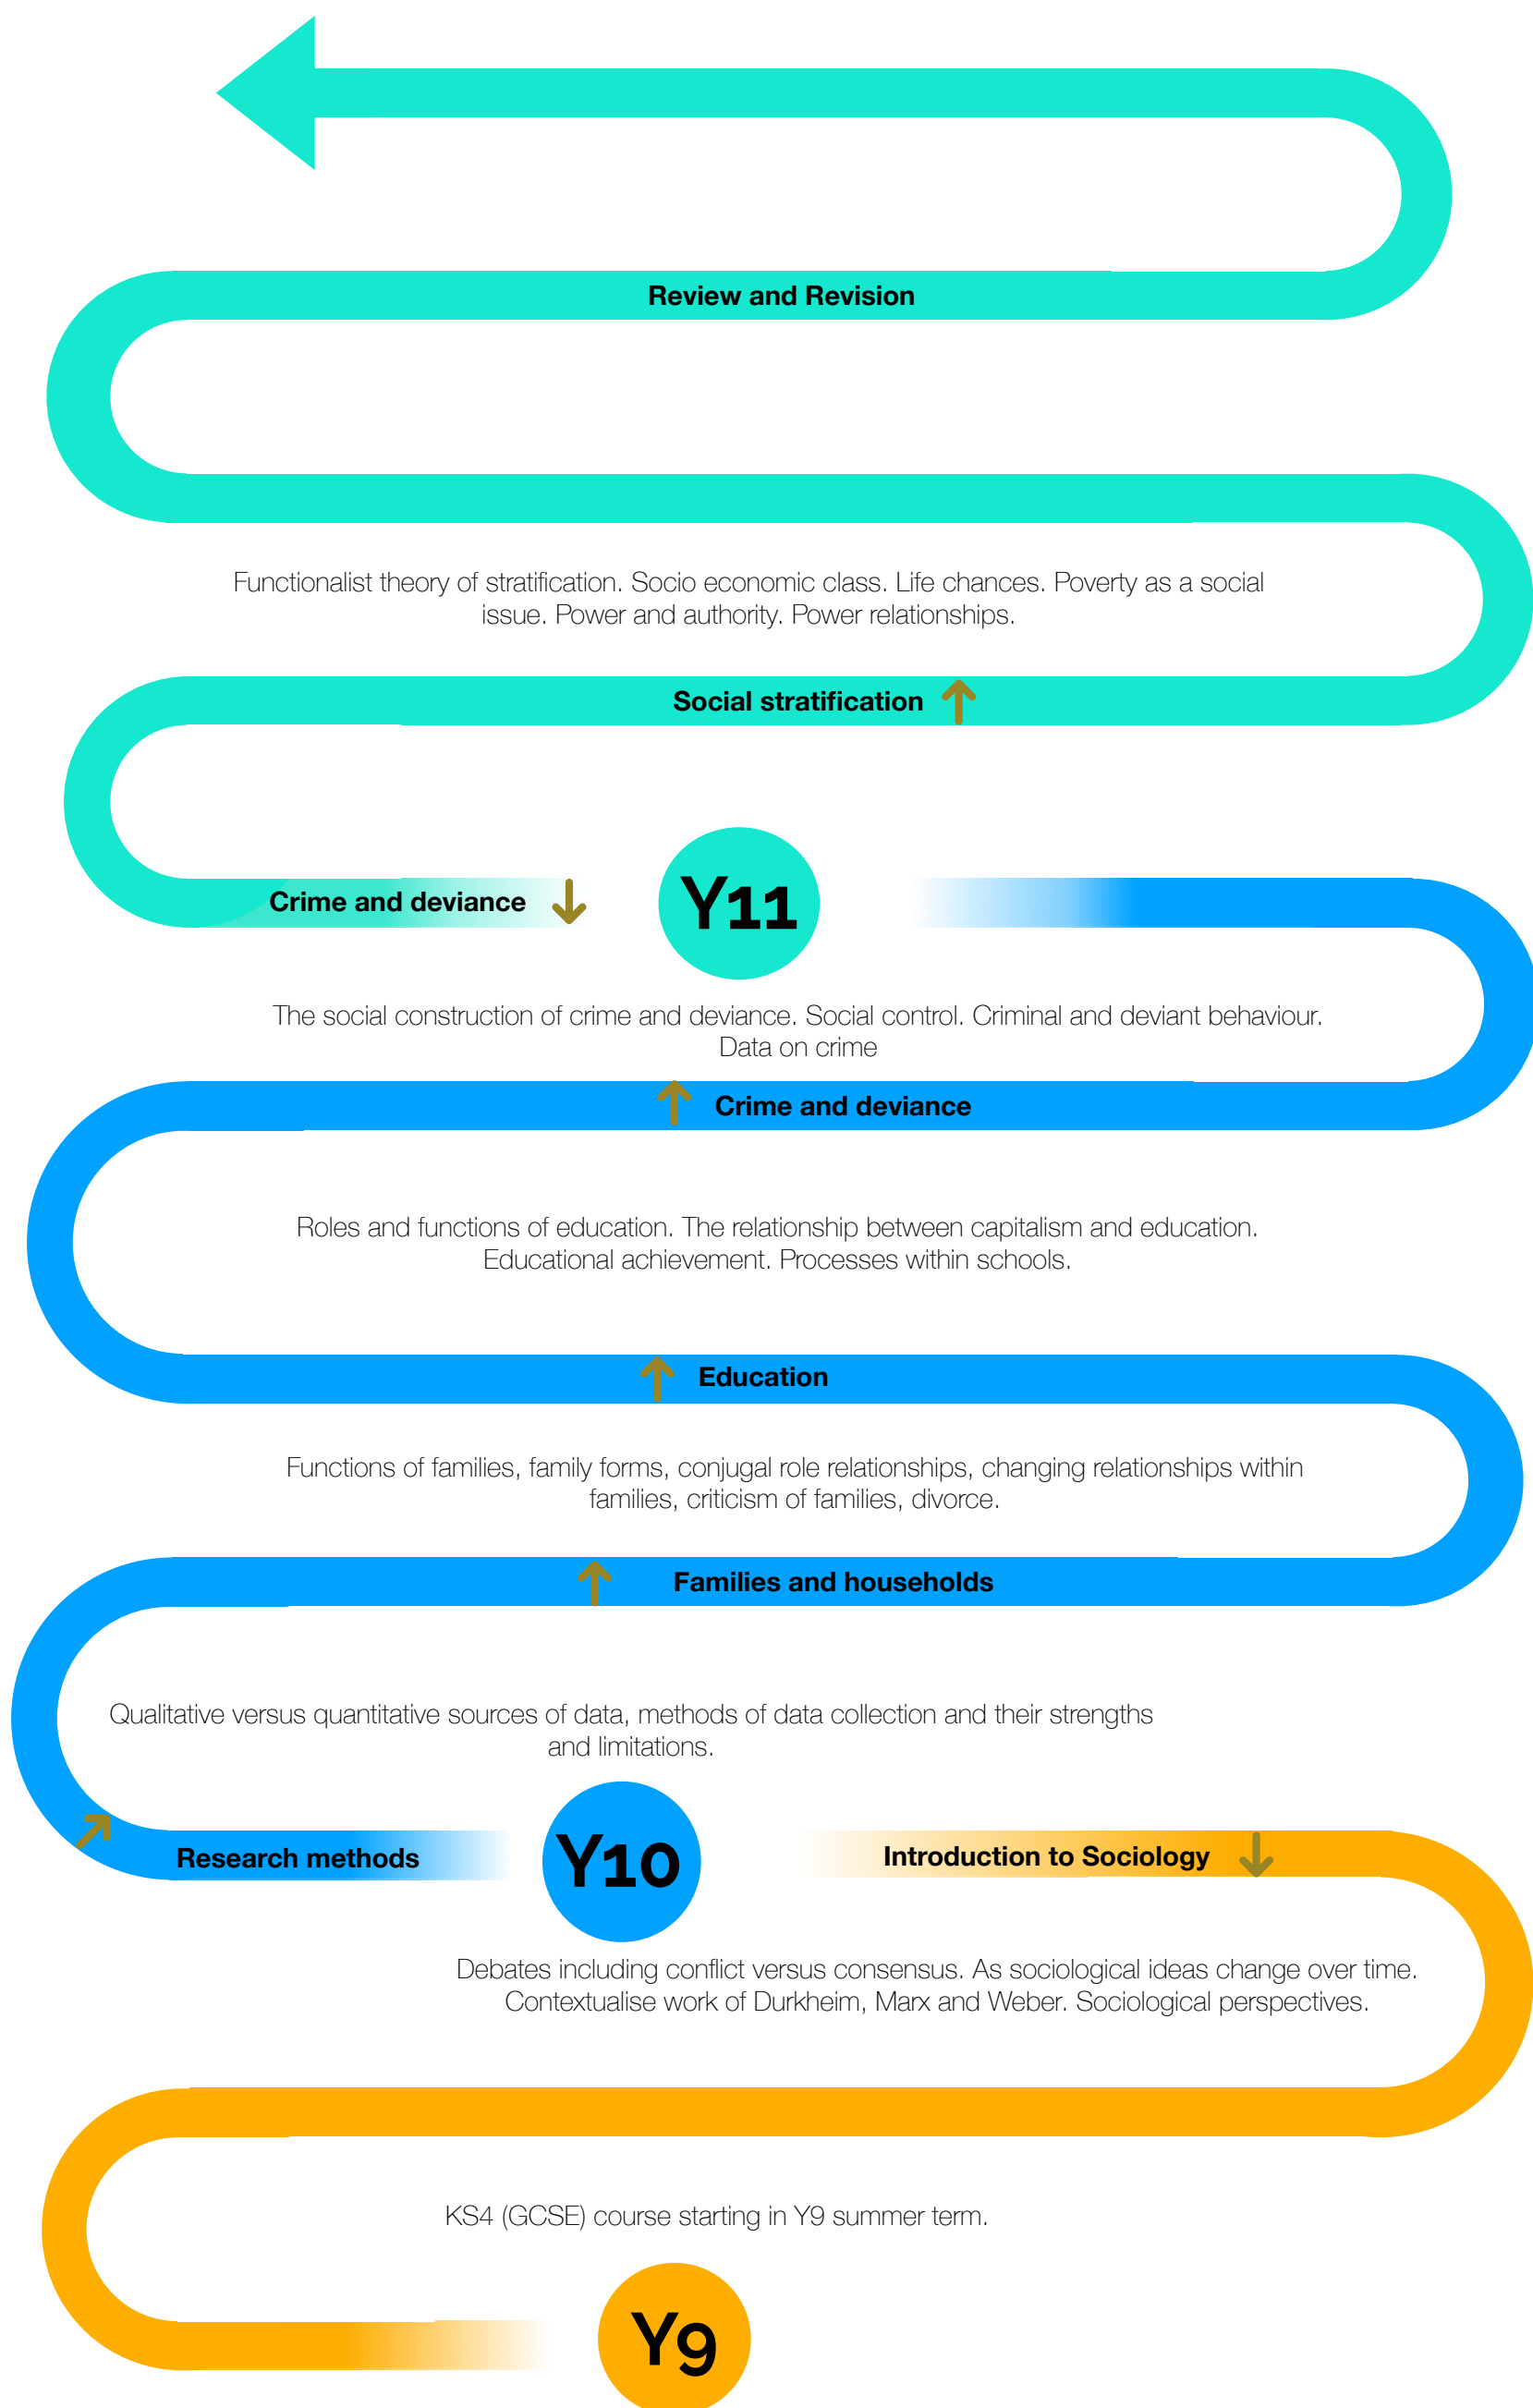 Review and Revision
Functionalist theory of stratification. Socio economic class. Life chances. Poverty as a social
issue. Power and authority. Power relationships.
Social stratification
Crime and deviance
Y11
The social construction of crime and deviance. Social control. Criminal and deviant behaviour.
Data on crime
Crime and deviance
Roles and functions of education. The relationship between capitalism and education.
Educational achievement. Processes within schools.
Education
Functions of families, family forms, conjugal role relationships, changing relationships within
families, criticism of families, divorce.
Families and households
Qualitative versus quantitative sources of data, methods of data collection and their strengths
and limitations.
Research methods
Y10
Introduction to Sociology
Debates including conflict versus consensus. As sociological ideas change over time.
Contextualise work of Durkheim, Marx and Weber. Sociological perspectives.
KS4 (GCSE) course starting in Y9 summer term.
Y9